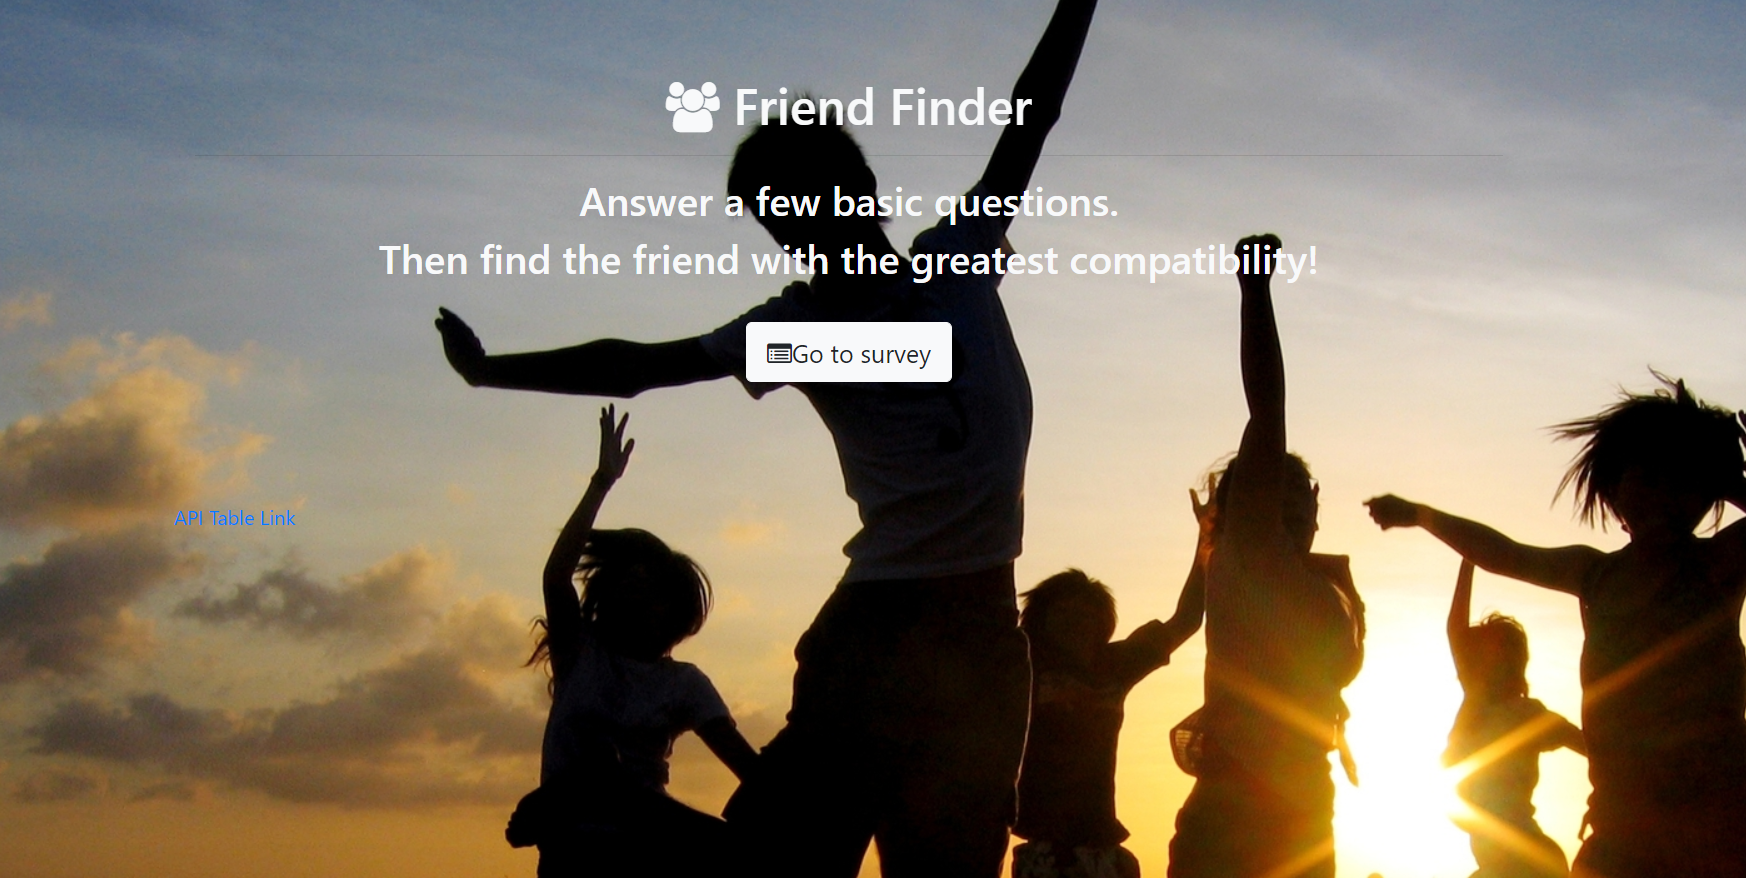 Friend Finder
Answer a few basic questions.
Then find the friend with the greatest compatibility!
Go to survey
API Table Link